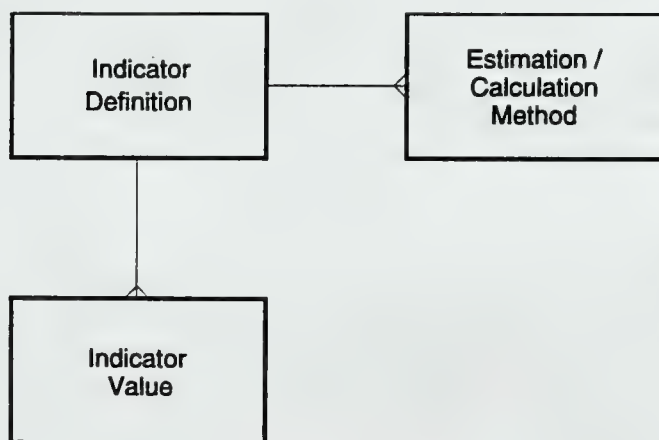 Indicator
Definition
Estimation /
Calculation
Method
Indicator
Value